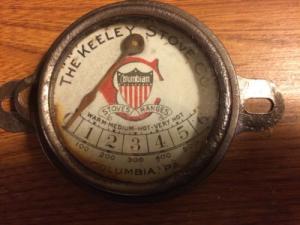 THE KEELEY STOVE CO.
Columbian
STOVES RANGES
WARM-MEDIUM-HOT-VERY HOT
1 2 3 4 5 6
100 200 300 400
COLUMBIA, PA.